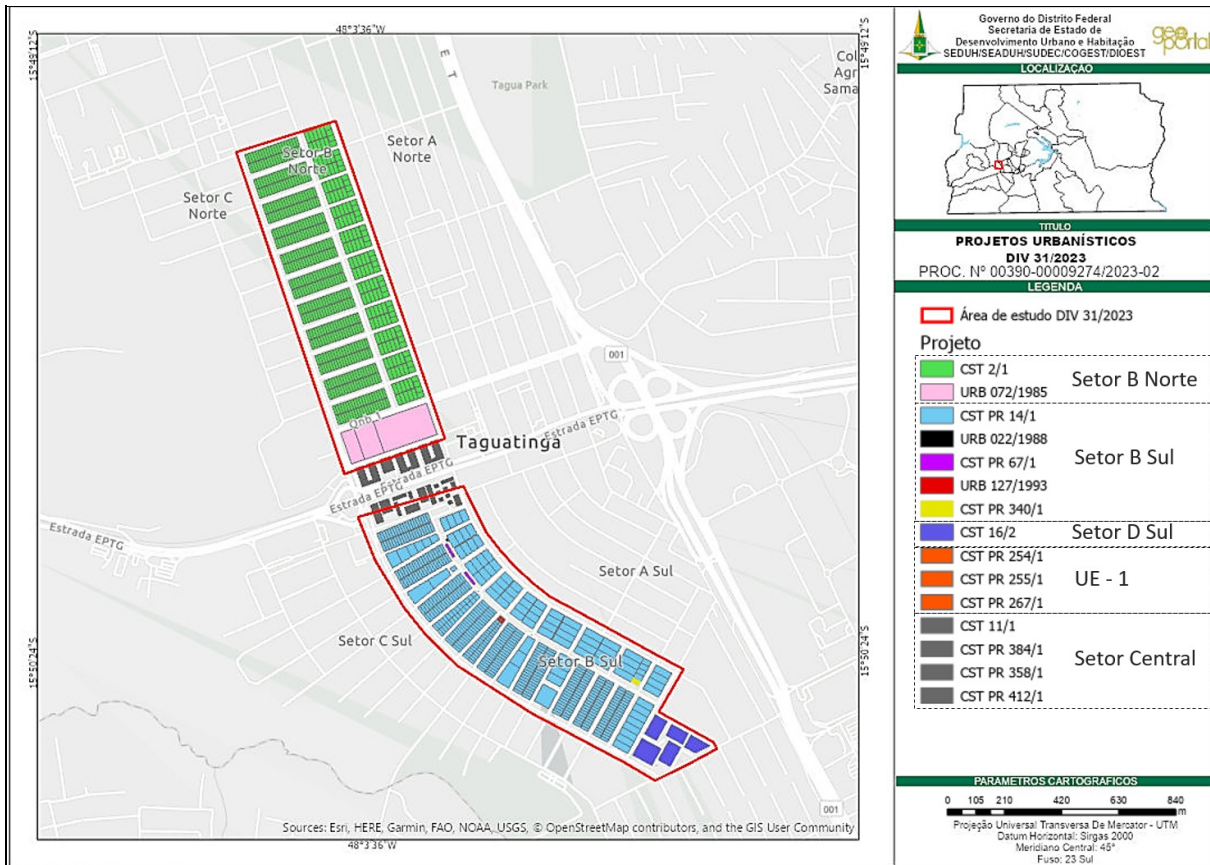 48°3'36"W
15°49'12"S
15°49'12"S
E T
Tagua Park
Col
Agr
Sama
Setor A
Norte
Setor B
Norte
Setor C
Norte
001
Qnb 1
Taguatinga
Estrada EPTG
Estrada EPTG
Estrada EPTG
Estrada EPTG
Setor A Sul
Setor C Sul
Setor B Sul
15°50'24"S
15°50'24"S
001
Sources: Esri, HERE, Garmin, FAO, NOAA, USGS, © OpenStreetMap contributors, and the GIS User Community
48°3'36"W
Governo do Distrito Federal
Secretaria de Estado de
Desenvolvimento Urbano e Habitação
SEDUH/SEADUH/SUDEC/COGEST/DIOEST
geo
portal
LOCALIZAÇÃO
TITULO
PROJETOS URBANÍSTICOS
DIV 31/2023
PROC. Nº 00390-00009274/2023-02
LEGENDA
Área de estudo DIV 31/2023
Projeto
CST 2/1
Setor B Norte
URB 072/1985
CST PR 14/1
URB 022/1988
CST PR 67/1
Setor B Sul
URB 127/1993
CST PR 340/1
CST 16/2
Setor D Sul
CST PR 254/1
CST PR 255/1
UE - 1
CST PR 267/1
CST 11/1
CST PR 384/1
Setor Central
CST PR 358/1
CST PR 412/1
PARAMETROS CARTOGRAFICOS
0 105 210 420 630 840
m
Projeção Universal Transversa De Mercator - UTM
Datum Horizontal: Sirgas 2000
Meridiano Central: 45°
Fuso: 23 Sul